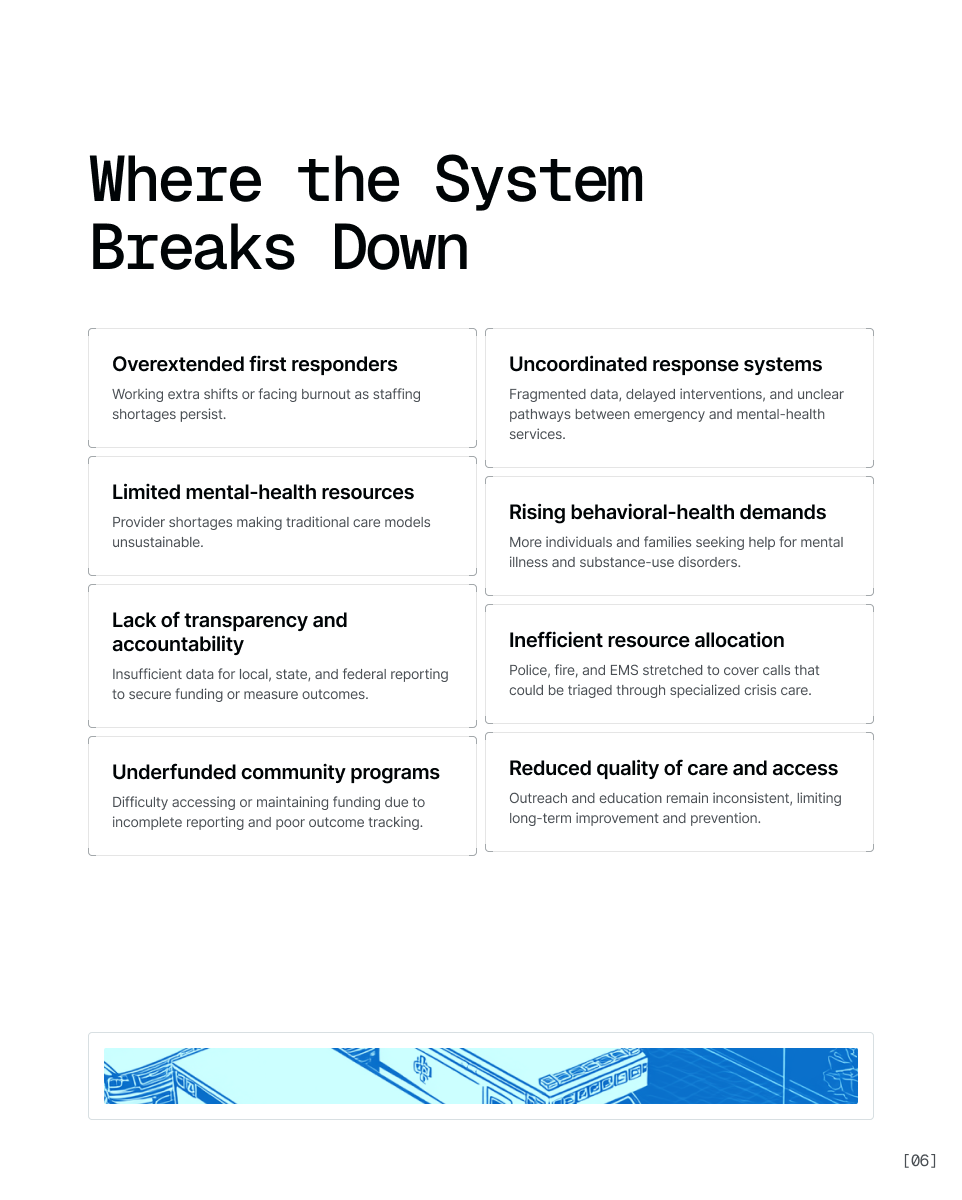 Where the System
Breaks Down
Overextended first responders
Working extra shifts or facing burnout as staffing
shortages persist.
Limited mental-health resources
Provider shortages making traditional care models
unsustainable.
Lack of transparency and
accountability
Insufficient data for local, state, and federal reporting
to secure funding or measure outcomes.
Underfunded community programs
Difficulty accessing or maintaining funding due to
incomplete reporting and poor outcome tracking.
Uncoordinated response systems
Fragmented data, delayed interventions, and unclear
pathways between emergency and mental-health
services.
Rising behavioral-health demands
More individuals and families seeking help for mental
illness and substance-use disorders.
Inefficient resource allocation
Police, fire, and EMS stretched to cover calls that
could be triaged through specialized crisis care.
Reduced quality of care and access
Outreach and education remain inconsistent, limiting
long-term improvement and prevention.
[06]